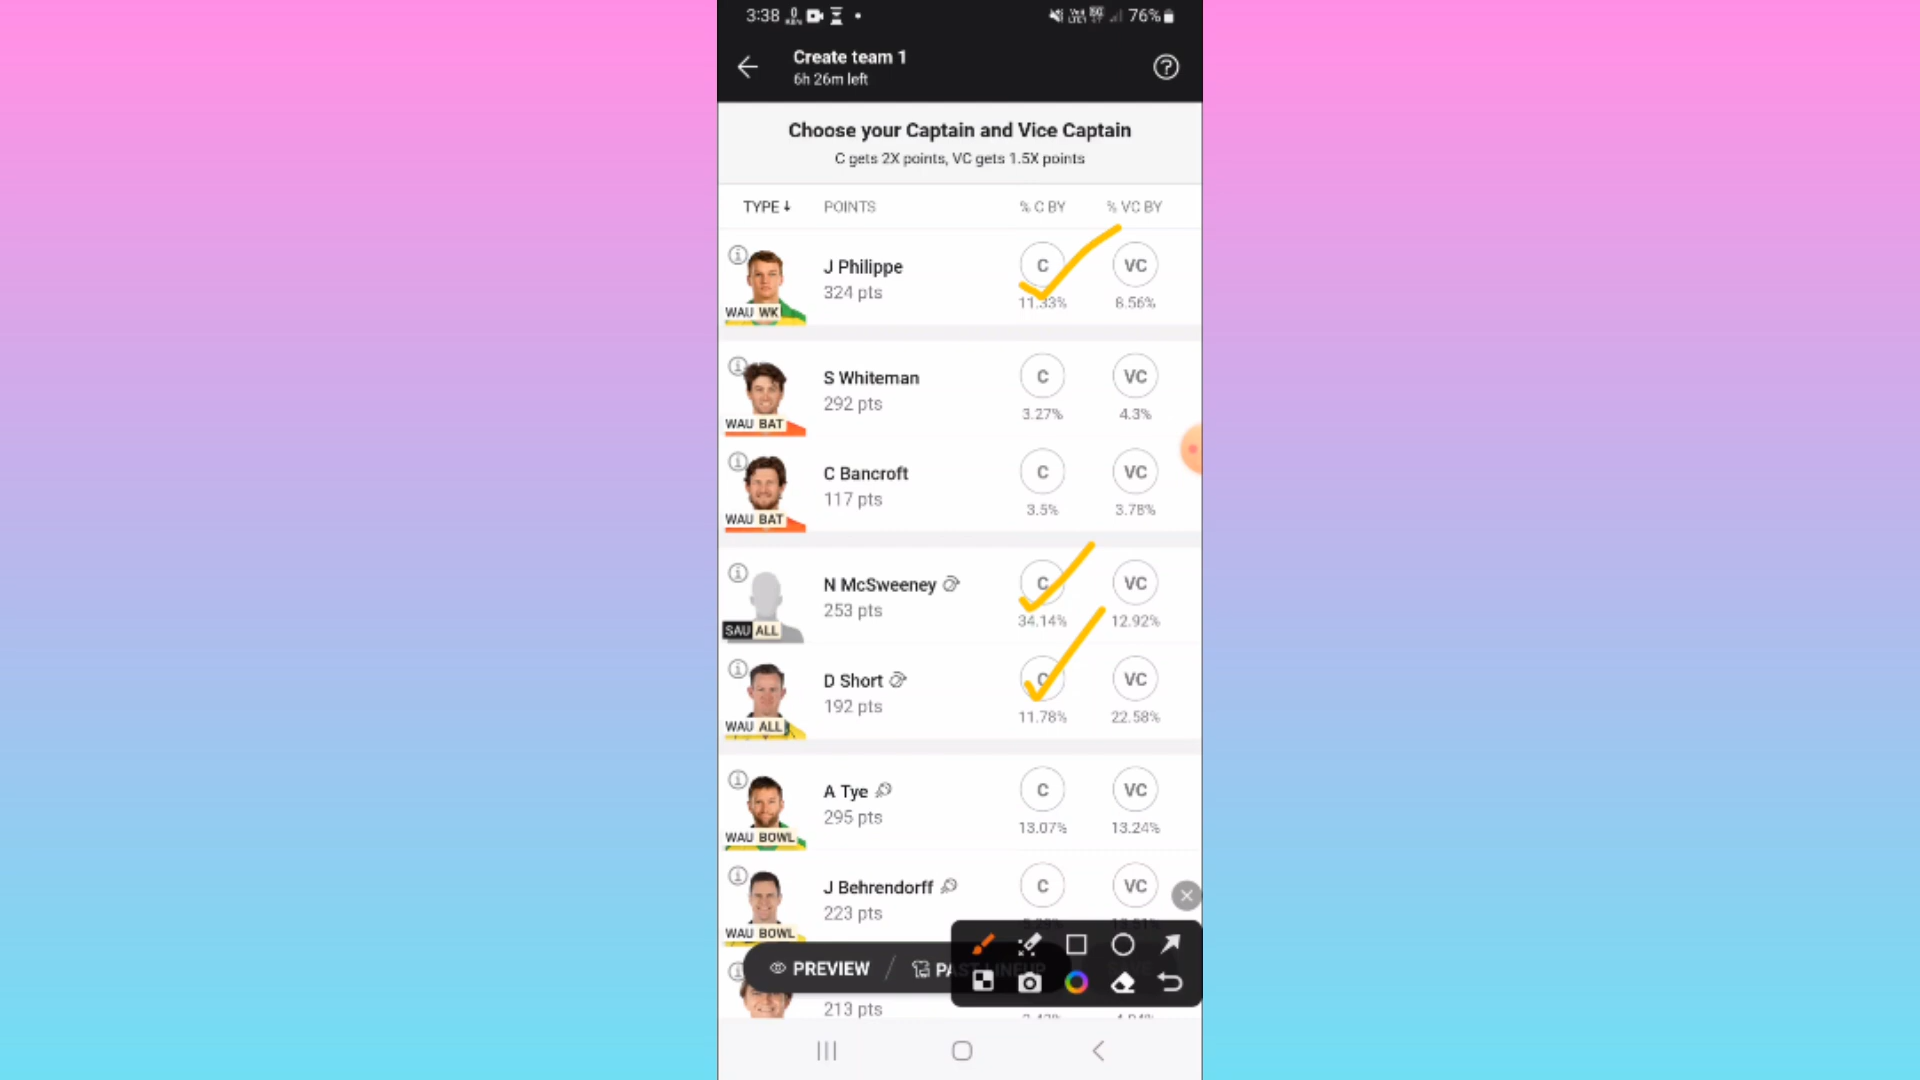 3:38 76%
Create team 1
6h 26m left
Choose your Captain and Vice Captain
C gets 2X points, VC gets 1.5X points
TYPE POINTS % C BY % VC BY
J Philippe C VC
324 pts 11.33% 8.56%
WAU WK
S Whiteman C VC
292 pts 3.27% 4.3%
WAU BAT
C Bancroft C VC
117 pts 3.5% 3.78%
WAU BAT
N McSweeney C VC
253 pts 34.14% 12.92%
SAU ALL
D Short C VC
192 pts 11.78% 22.58%
WAU ALL
A Tye C VC
295 pts 13.07% 13.24%
WAU BOWL
J Behrendorff C VC
223 pts
WAU BOWL
PREVIEW / PAST LINEUP
213 pts